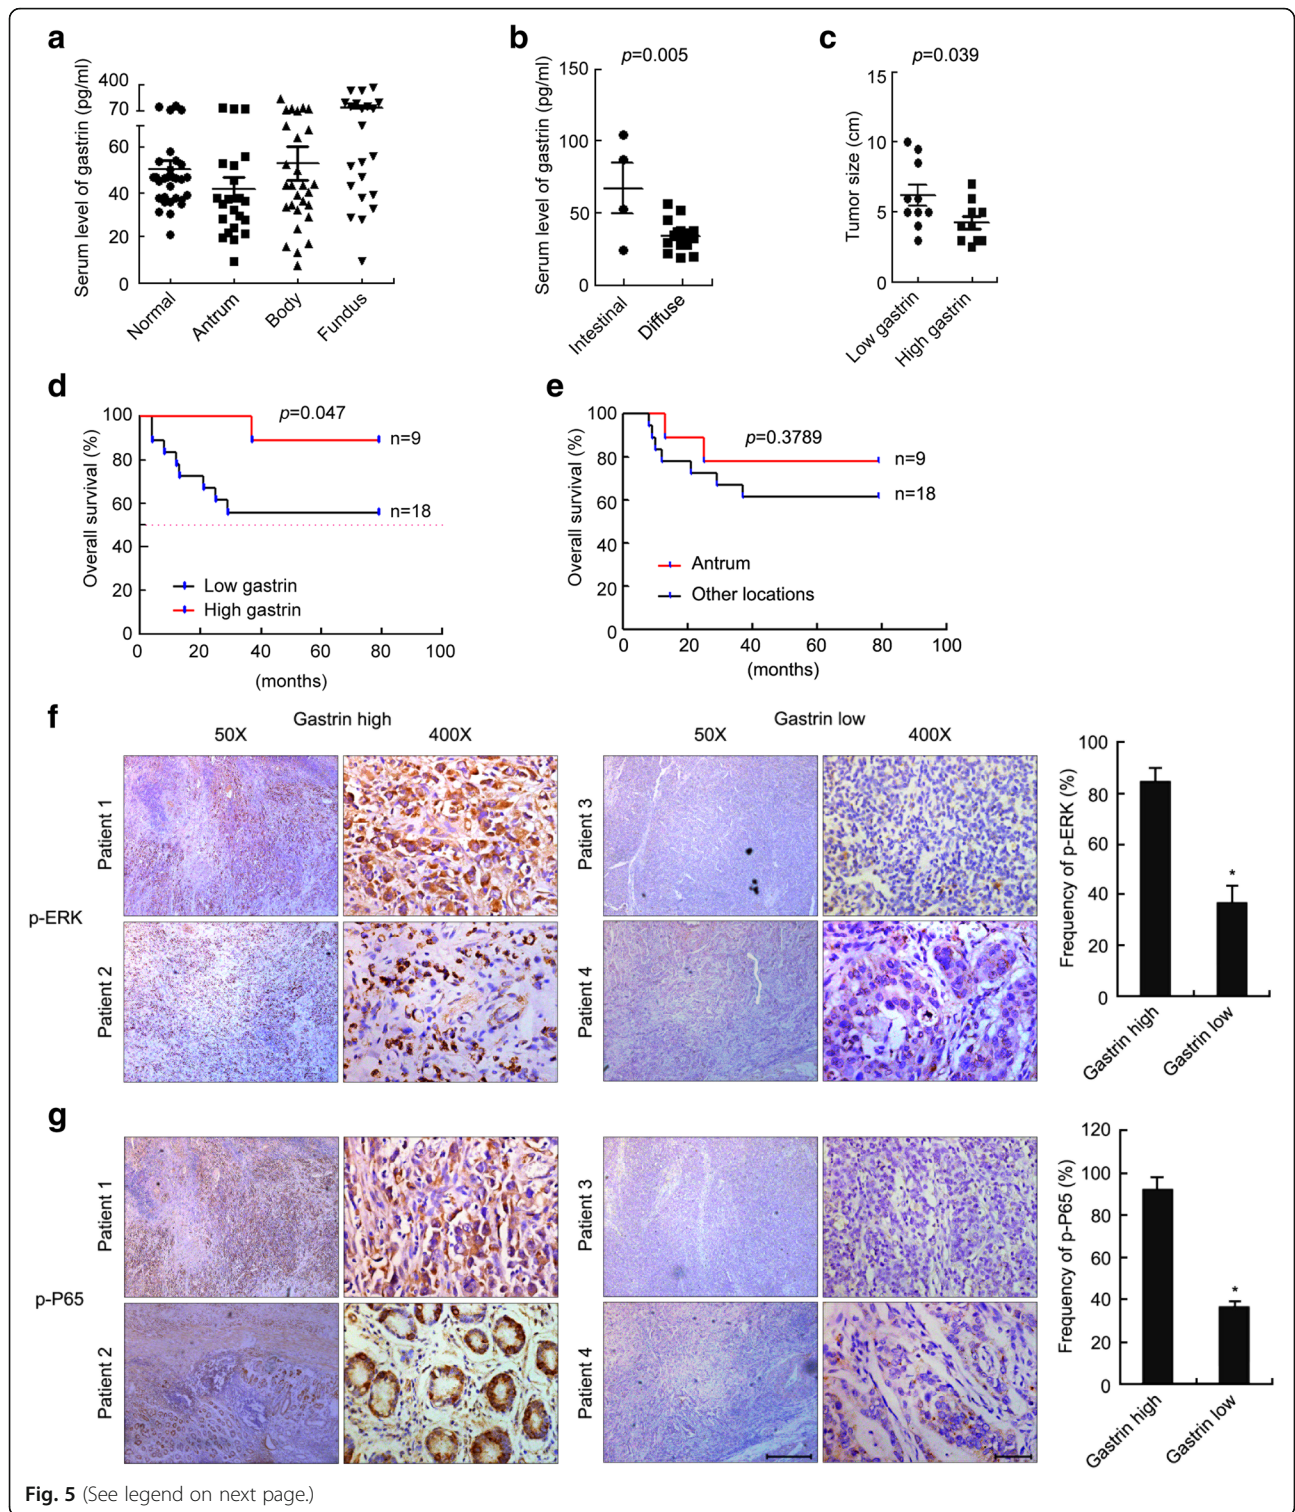 a
Serum level of gastrin (pg/ml)
400
70
60
40
20
0
Normal
Antrum
Body
Fundus
b
p=0.005
Serum level of gastrin (pg/ml)
150
100
50
0
Intestinal
Diffuse
c
p=0.039
Tumor size (cm)
15
10
5
0
Low gastrin
High gastrin
d
Overall survival (%)
100
80
60
40
20
0
p=0.047
n=9
n=18
Low gastrin
High gastrin
0 20 40 60 80 100
(months)
e
Overall survival (%)
100
80
60
40
20
0
p=0.3789
n=9
n=18
Antrum
Other locations
0 20 40 60 80 100
(months)
f
Gastrin high
Gastrin low
50X 400X 50X 400X
p-ERK
Patient 1
Patient 2
Patient 3
Patient 4
Frequency of p-ERK (%)
100
80
60
40
20
0
*
Gastrin high
Gastrin low
g
p-P65
Patient 1
Patient 2
Patient 3
Patient 4
Frequency of p-P65 (%)
120
100
80
60
40
20
0
*
Gastrin high
Gastrin low
Fig. 5 (See legend on next page.)